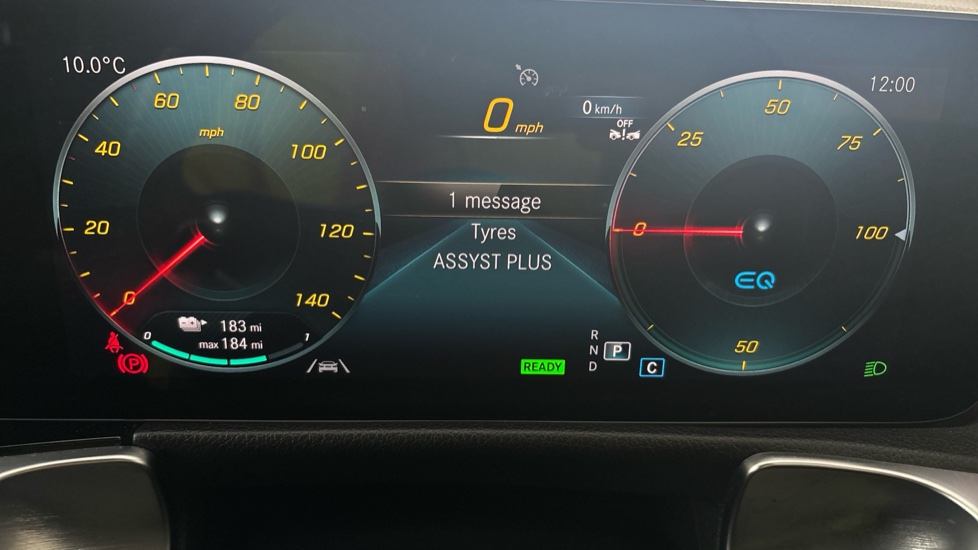 10.0°C
0 20 40 60 80 100 120 140
mph
183 mi
max 184 mi
0 1
0 mph
0 km/h
OFF
1 message
Tyres
ASSYST PLUS
READY
R
N P
D
C
12:00
0 25 50 75 100
EQ
50
P